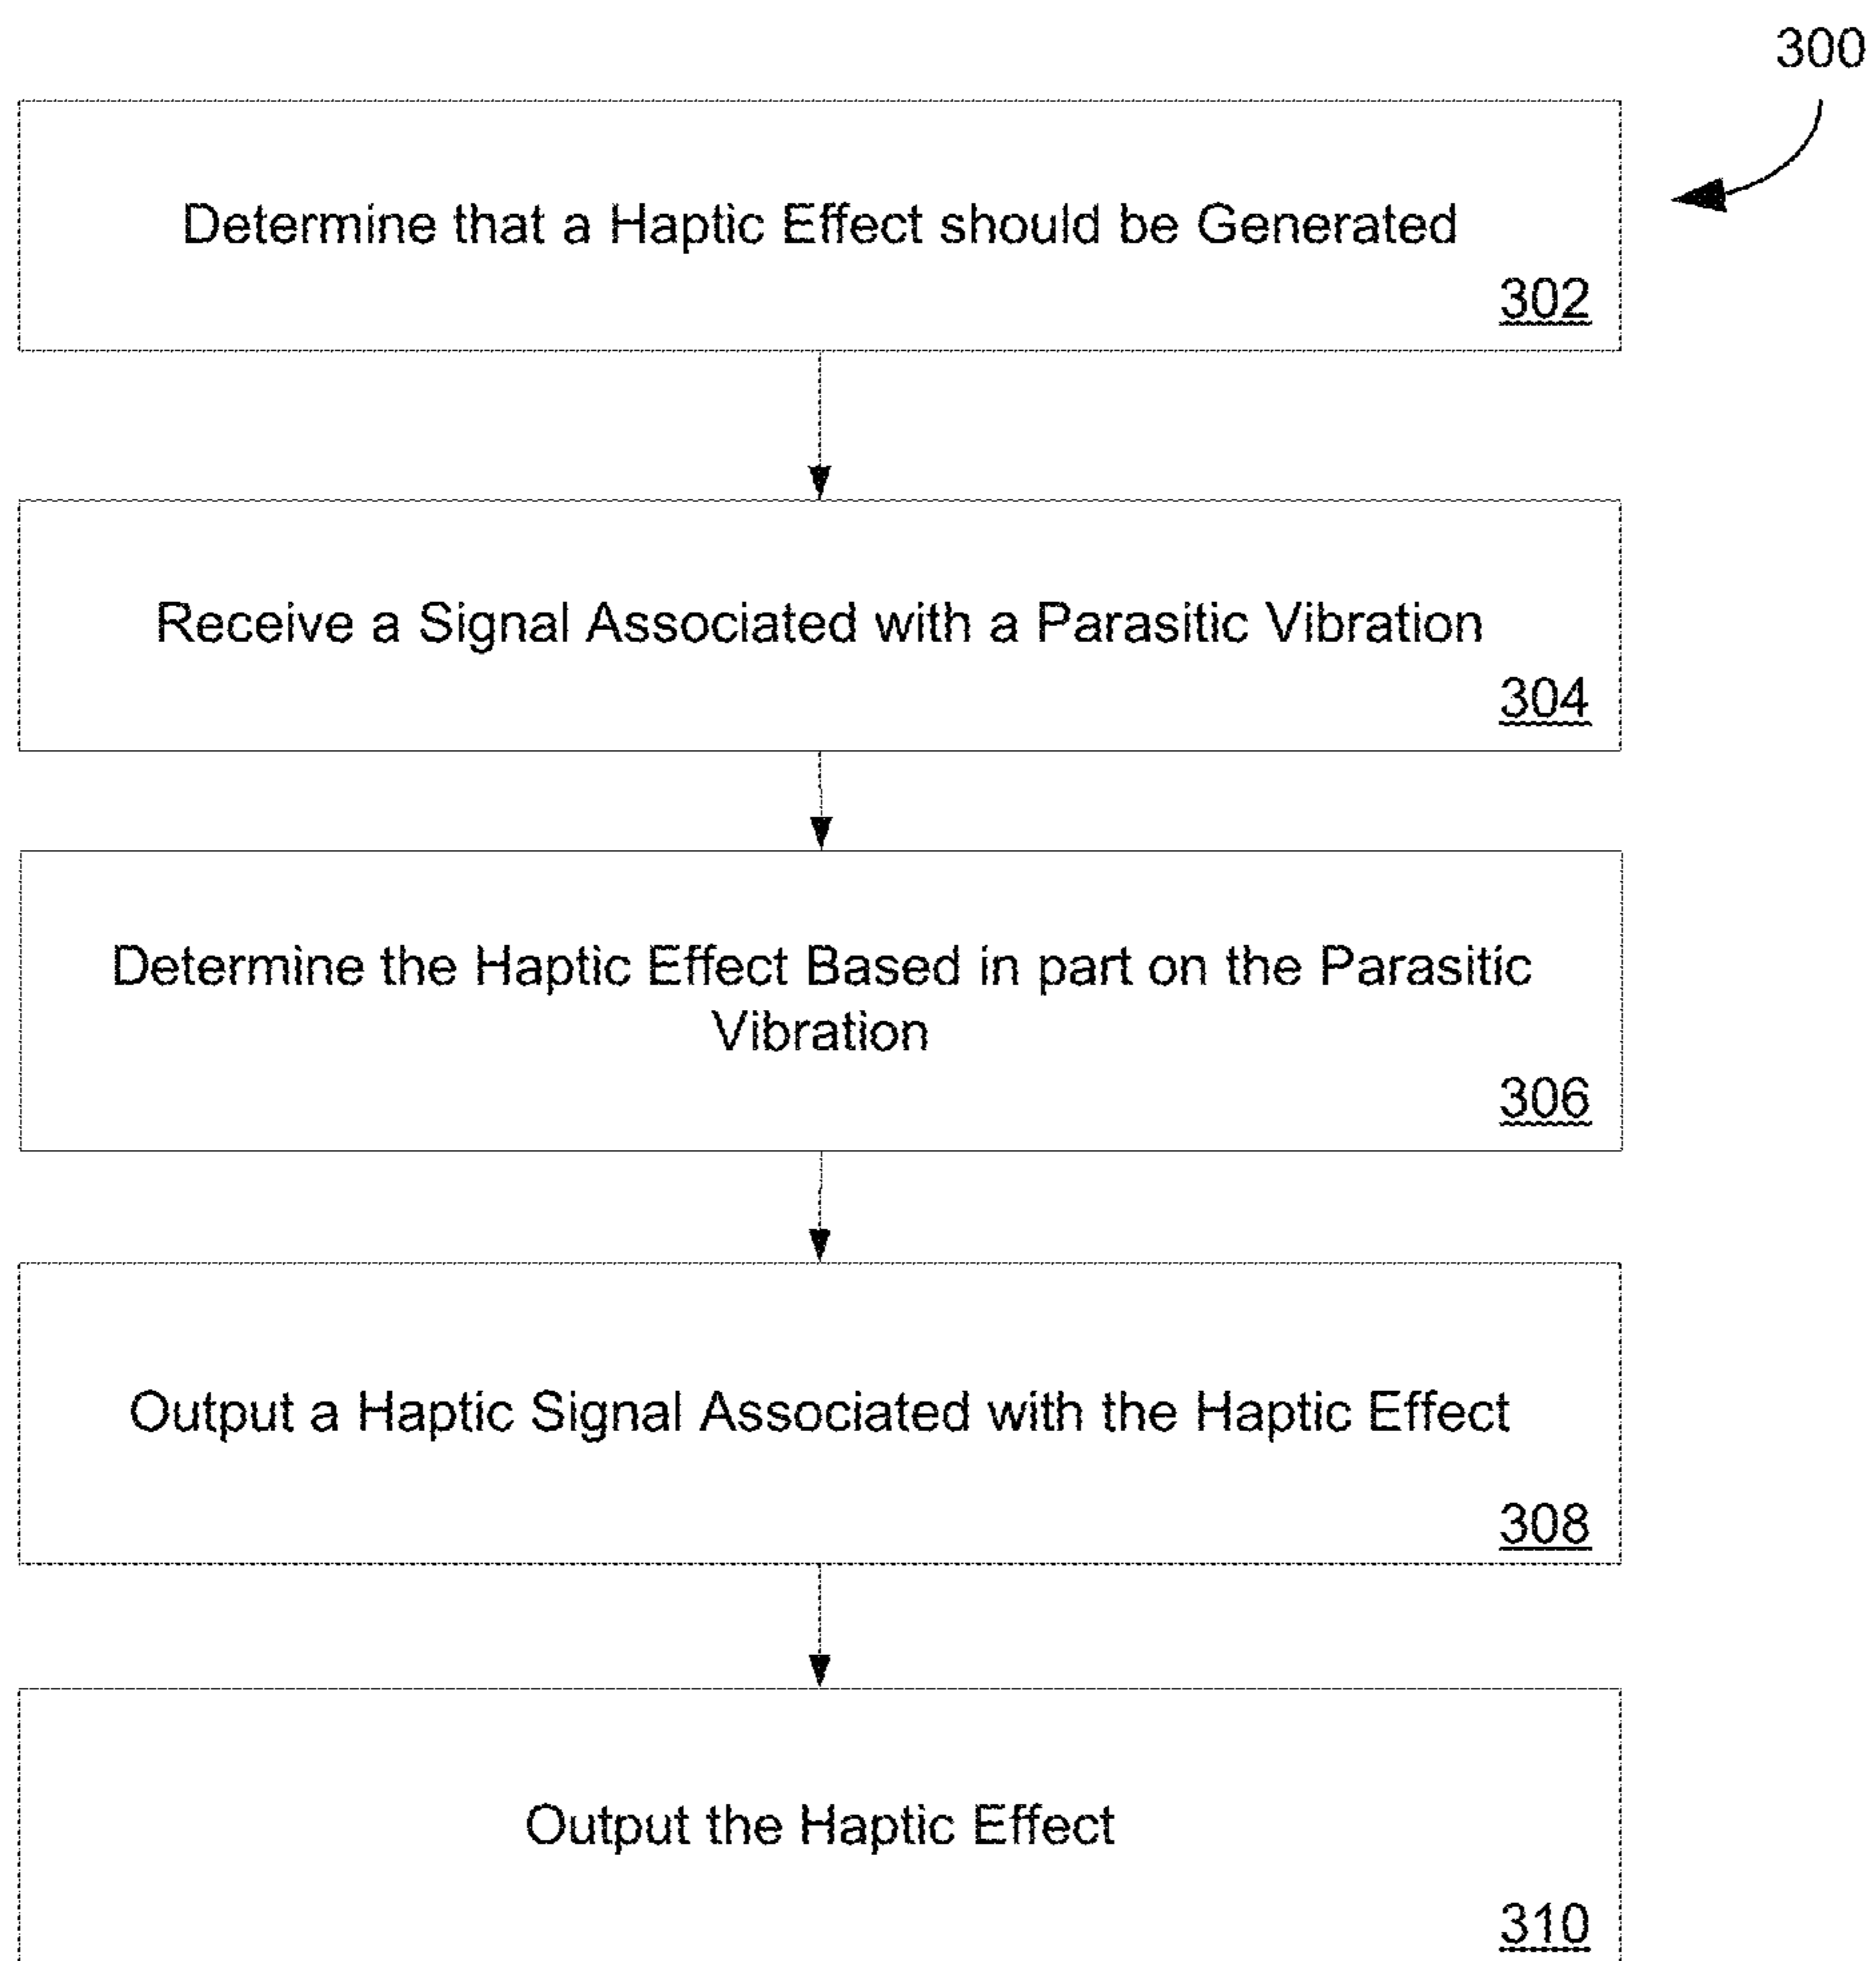 300
Determine that a Haptic Effect should be Generated
302
Receive a Signal Associated with a Parasitic Vibration
304
Determine the Haptic Effect Based in part on the Parasitic
Vibration
306
Output a Haptic Signal Associated with the Haptic Effect
308
Output the Haptic Effect
310